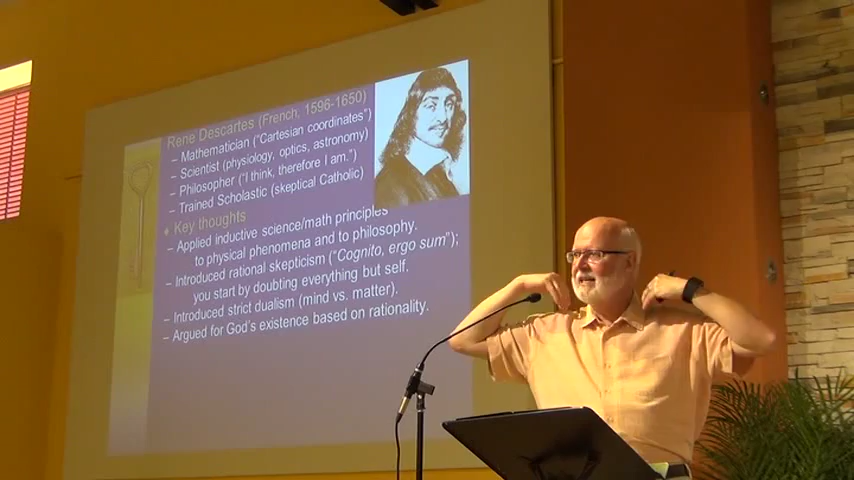 Rene Descartes (French, 1596-1650)
– Mathematician ("Cartesian coordinates")
– Scientist (physiology, optics, astronomy)
– Philosopher ("I think, therefore I am.")
– Trained Scholastic (skeptical Catholic)
♦ Key thoughts
– Applied inductive science/math principles
to physical phenomena and to philosophy.
– Introduced rational skepticism ("Cognito, ergo sum");
you start by doubting everything but self.
– Introduced strict dualism (mind vs. matter).
– Argued for God's existence based on rationality.